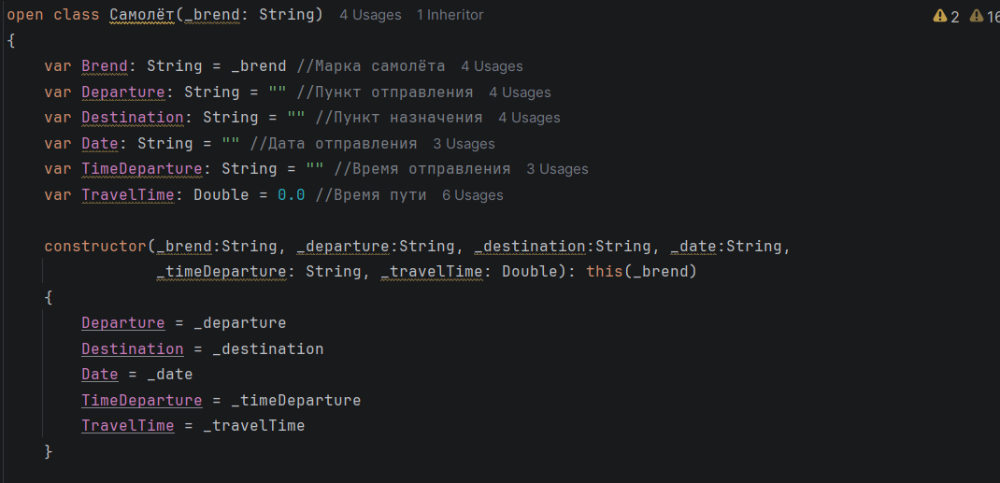 open class Самолёт(_brend: String) 4 Usages 1 Inheritor
2 16
{
var Brend: String = _brend //Марка самолёта 4 Usages
var Departure: String = "" //Пункт отправления 4 Usages
var Destination: String = "" //Пункт назначения 4 Usages
var Date: String = "" //Дата отправления 3 Usages
var TimeDeparture: String = "" //Время отправления 3 Usages
var TravelTime: Double = 0.0 //Время пути 6 Usages
constructor(_brend:String, _departure:String, _destination:String, _date:String,
_timeDeparture: String, _travelTime: Double): this(_brend)
{
Departure = _departure
Destination = _destination
Date = _date
TimeDeparture = _timeDeparture
TravelTime = _travelTime
}